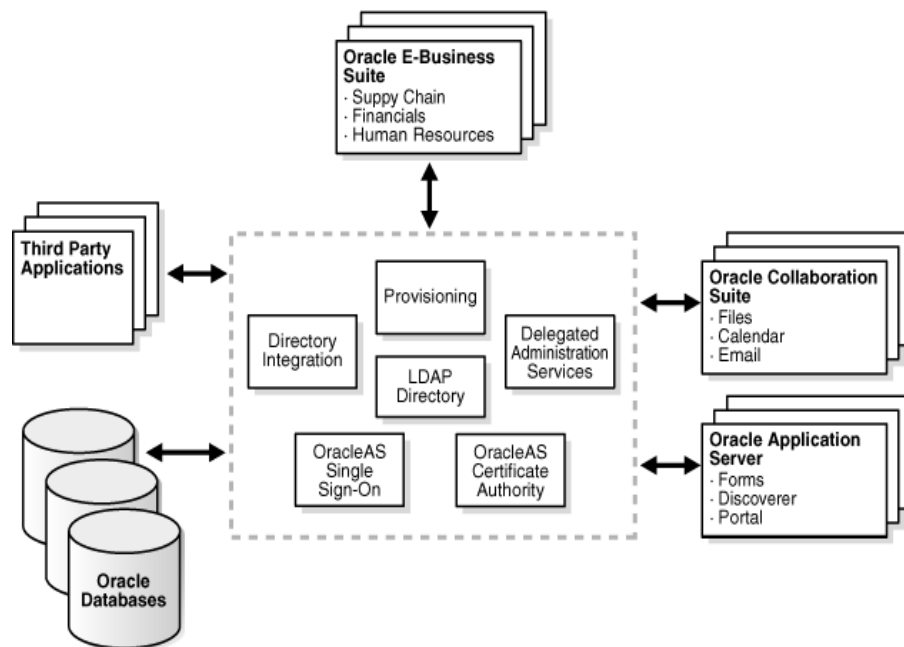 Oracle E-Business
Suite
· Suppy Chain
· Financials
· Human Resources
Third Party
Applications
Provisioning
Directory
Integration
Delegated
Administration
Services
LDAP
Directory
OracleAS
Single
Sign-On
OracleAS
Certificate
Authority
Oracle Collaboration
Suite
· Files
· Calendar
· Email
Oracle Application
Server
· Forms
· Discoverer
· Portal
Oracle
Databases